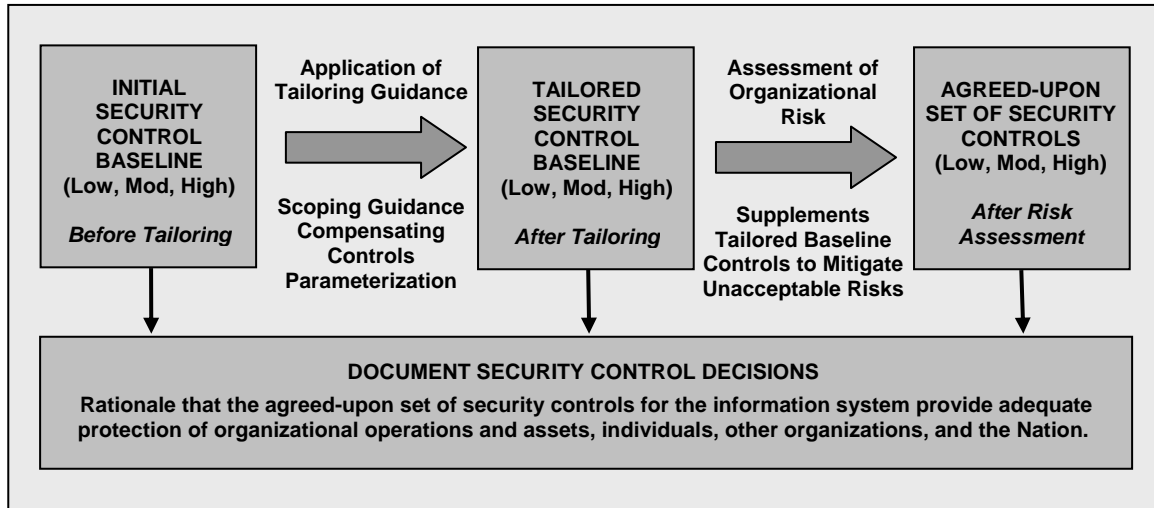 INITIAL
SECURITY
CONTROL
BASELINE
(Low, Mod, High)
Before Tailoring
Application of
Tailoring Guidance
Scoping Guidance
Compensating
Controls
Parameterization
TAILORED
SECURITY
CONTROL
BASELINE
(Low, Mod, High)
After Tailoring
Assessment of
Organizational
Risk
Supplements
Tailored Baseline
Controls to Mitigate
Unacceptable Risks
AGREED-UPON
SET OF SECURITY
CONTROLS
(Low, Mod, High)
After Risk
Assessment
DOCUMENT SECURITY CONTROL DECISIONS
Rationale that the agreed-upon set of security controls for the information system provide adequate
protection of organizational operations and assets, individuals, other organizations, and the Nation.